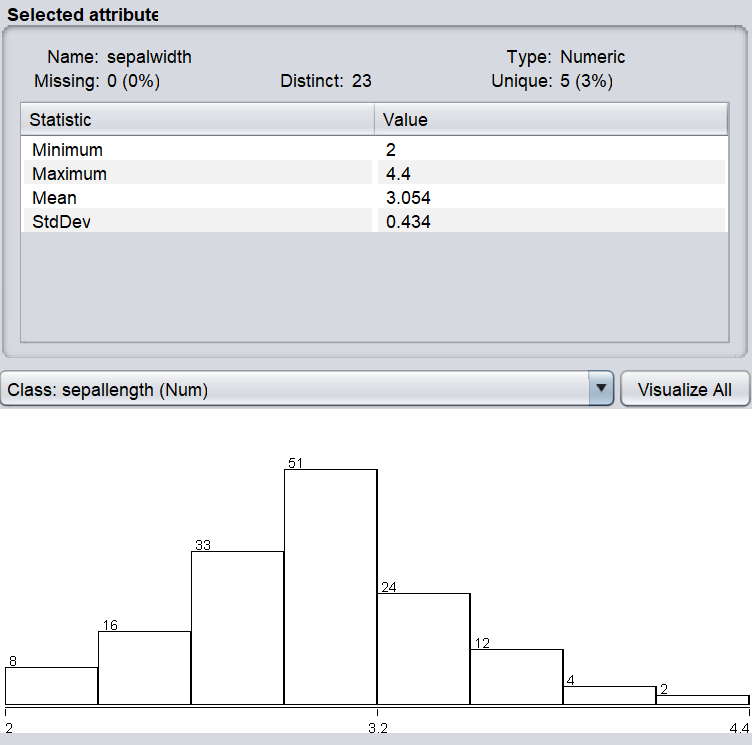 Selected attribute
Name: sepalwidth Type: Numeric
Missing: 0 (0%) Distinct: 23 Unique: 5 (3%)
Statistic Value
Minimum 2
Maximum 4.4
Mean 3.054
StdDev 0.434
Class: sepallength (Num) Visualize All
51
33
24
16
12
8
4
2
2 3.2 4.4